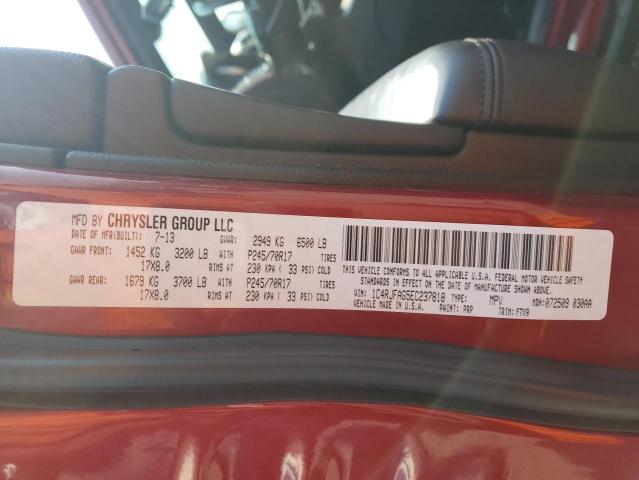 MFD BY CHRYSLER GROUP LLC
DATE OF MFR(BUILT): 7-13 GVWR: 2949 KG 6500 LB
GAWR FRONT: 1452 KG 3200 LB WITH P245/70R17 TIRES
17X8.0 RIMS AT 230 KPA ( 33 PSI) COLD
GAWR REAR: 1679 KG 3700 LB WITH P245/70R17 TIRES
17X8.0 RIMS AT 230 KPA ( 33 PSI) COLD
THIS VEHICLE CONFORMS TO ALL APPLICABLE U.S.A. FEDERAL MOTOR VEHICLE SAFETY
STANDARDS IN EFFECT ON THE DATE OF MANUFACTURE SHOWN ABOVE.
VIN: 1C4RJFAG5EC237818 TYPE: MPV MDH: 072509 030AA
VEHICLE MADE IN U.S.A. PAINT: PRP TRIM: F7X9